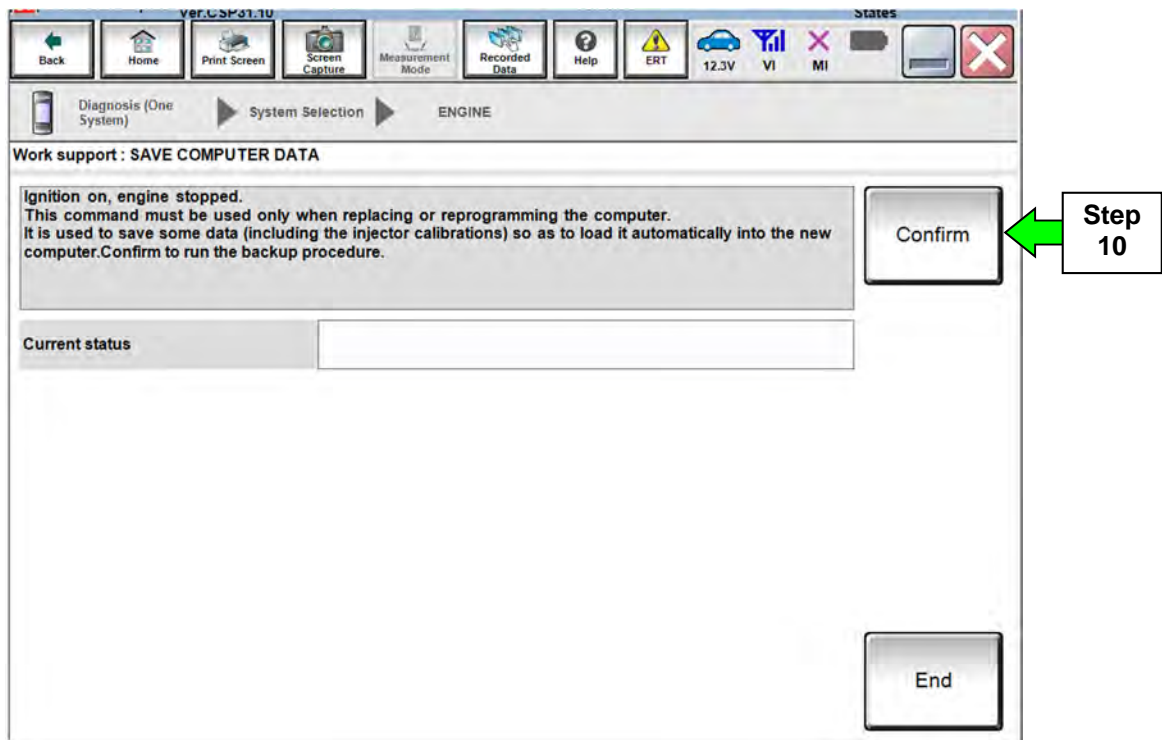 Ver.CSP31.10
States
Back
Home
Print Screen
Screen
Capture
Measurement
Mode
Recorded
Data
Help
ERT
12.3V
VI
MI
Diagnosis (One
System)
System Selection
ENGINE
Work support : SAVE COMPUTER DATA
Ignition on, engine stopped.
This command must be used only when replacing or reprogramming the computer.
It is used to save some data (including the injector calibrations) so as to load it automatically into the new
computer.Confirm to run the backup procedure.
Confirm
Step
10
Current status
End